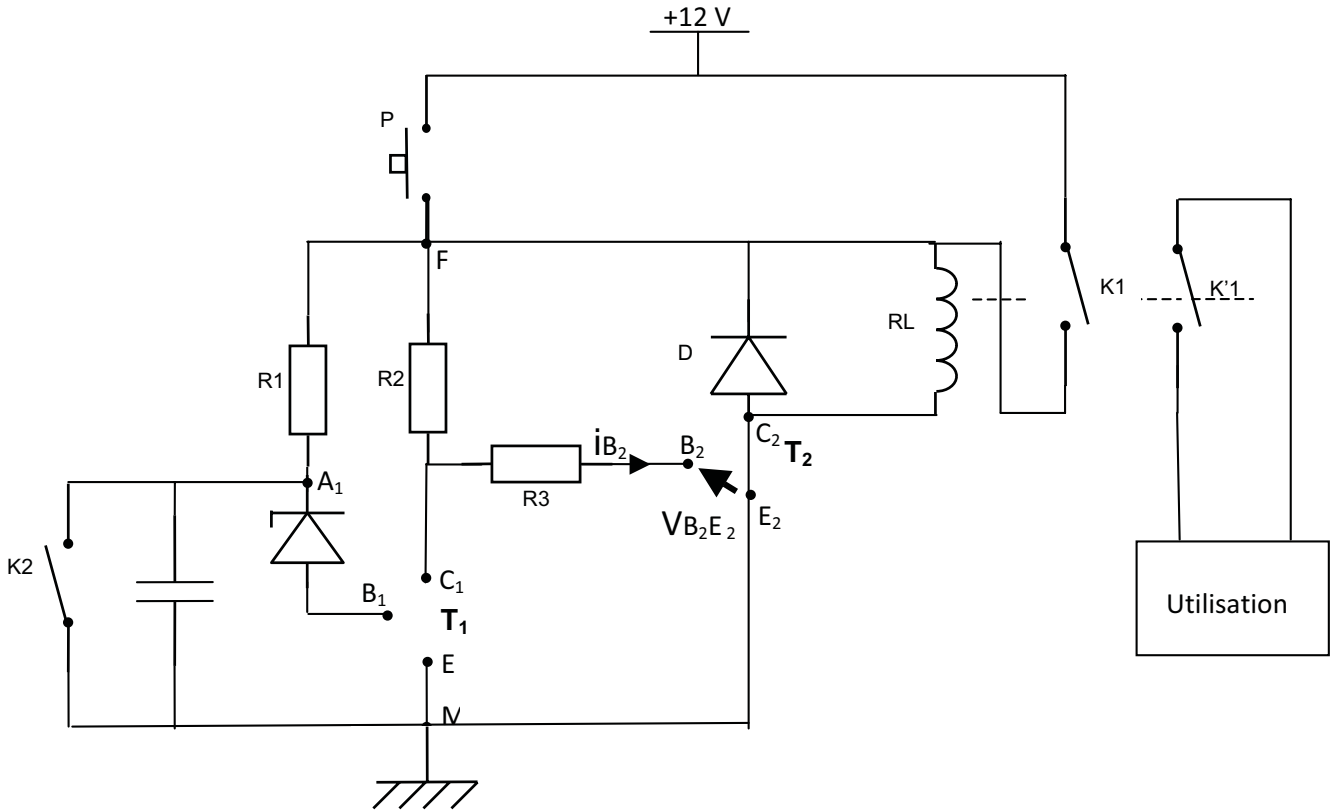 +12 V
P
F
K1
K'1
R1
R2
D
RL
iB₂
B₂
C₂ T₂
A₁
R3
VB₂E₂
E₂
K2
B₁
C₁
T₁
E
M
Utilisation